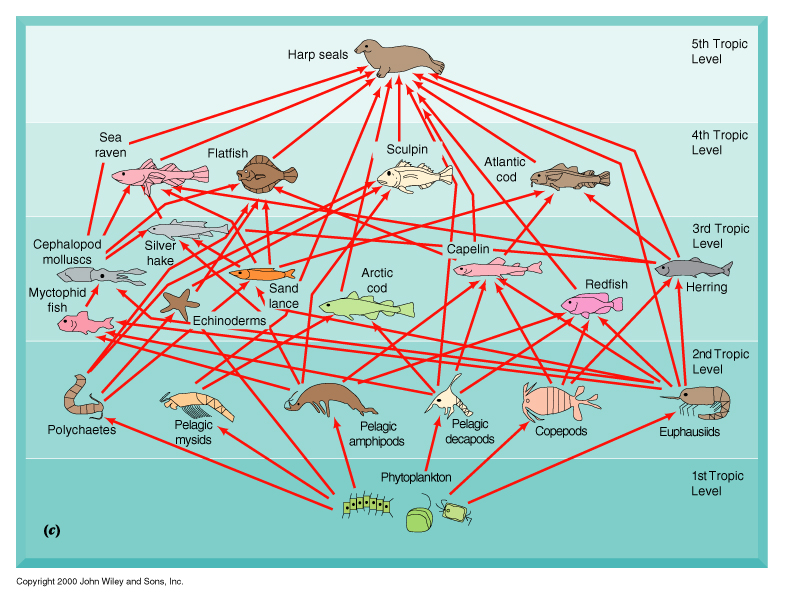 Harp seals
5th Tropic
Level
Sea
raven
Flatfish
Sculpin
Atlantic
cod
4th Tropic
Level
Cephalopod
molluscs
Silver
hake
Capelin
3rd Tropic
Level
Myctophid
fish
Echinoderms
Sand
lance
Arctic
cod
Redfish
Herring
2nd Tropic
Level
Polychaetes
Pelagic
mysids
Pelagic
amphipods
Pelagic
decapods
Copepods
Euphausiids
Phytoplankton
1st Tropic
Level
(c)
Copyright 2000 John Wiley and Sons, Inc.